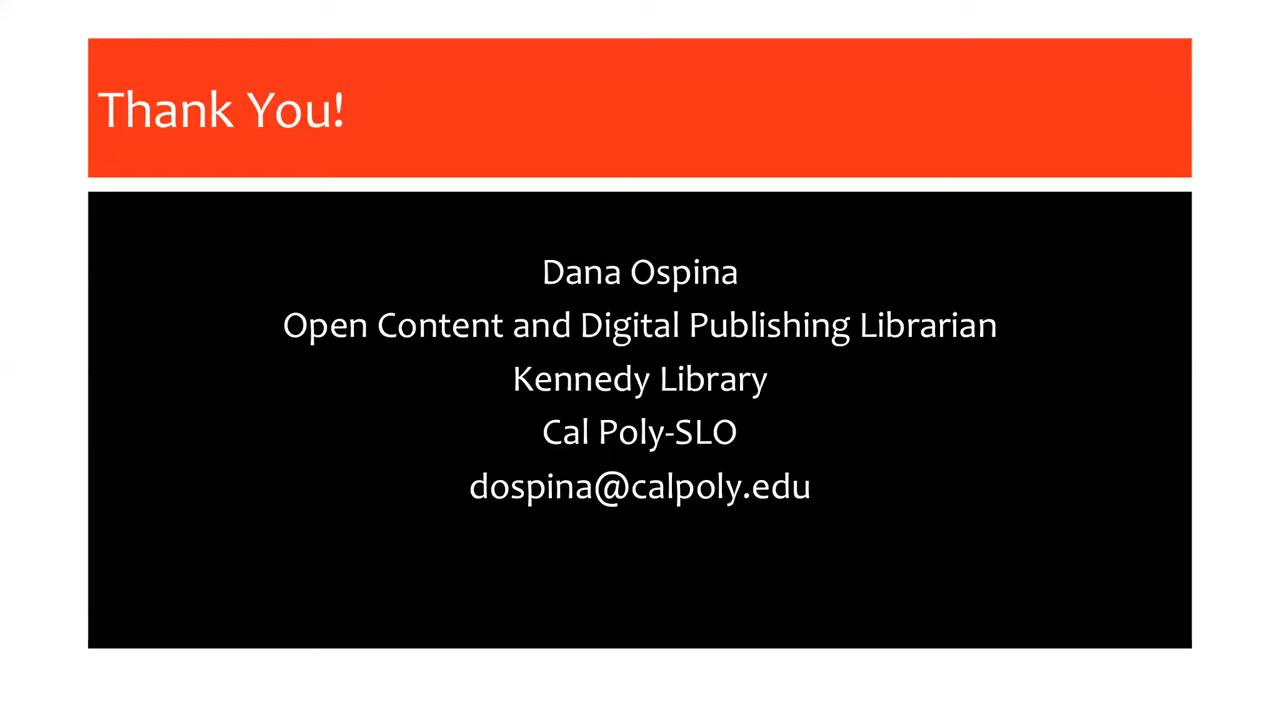 Thank You!
Dana Ospina
Open Content and Digital Publishing Librarian
Kennedy Library
Cal Poly-SLO
dospina@calpoly.edu